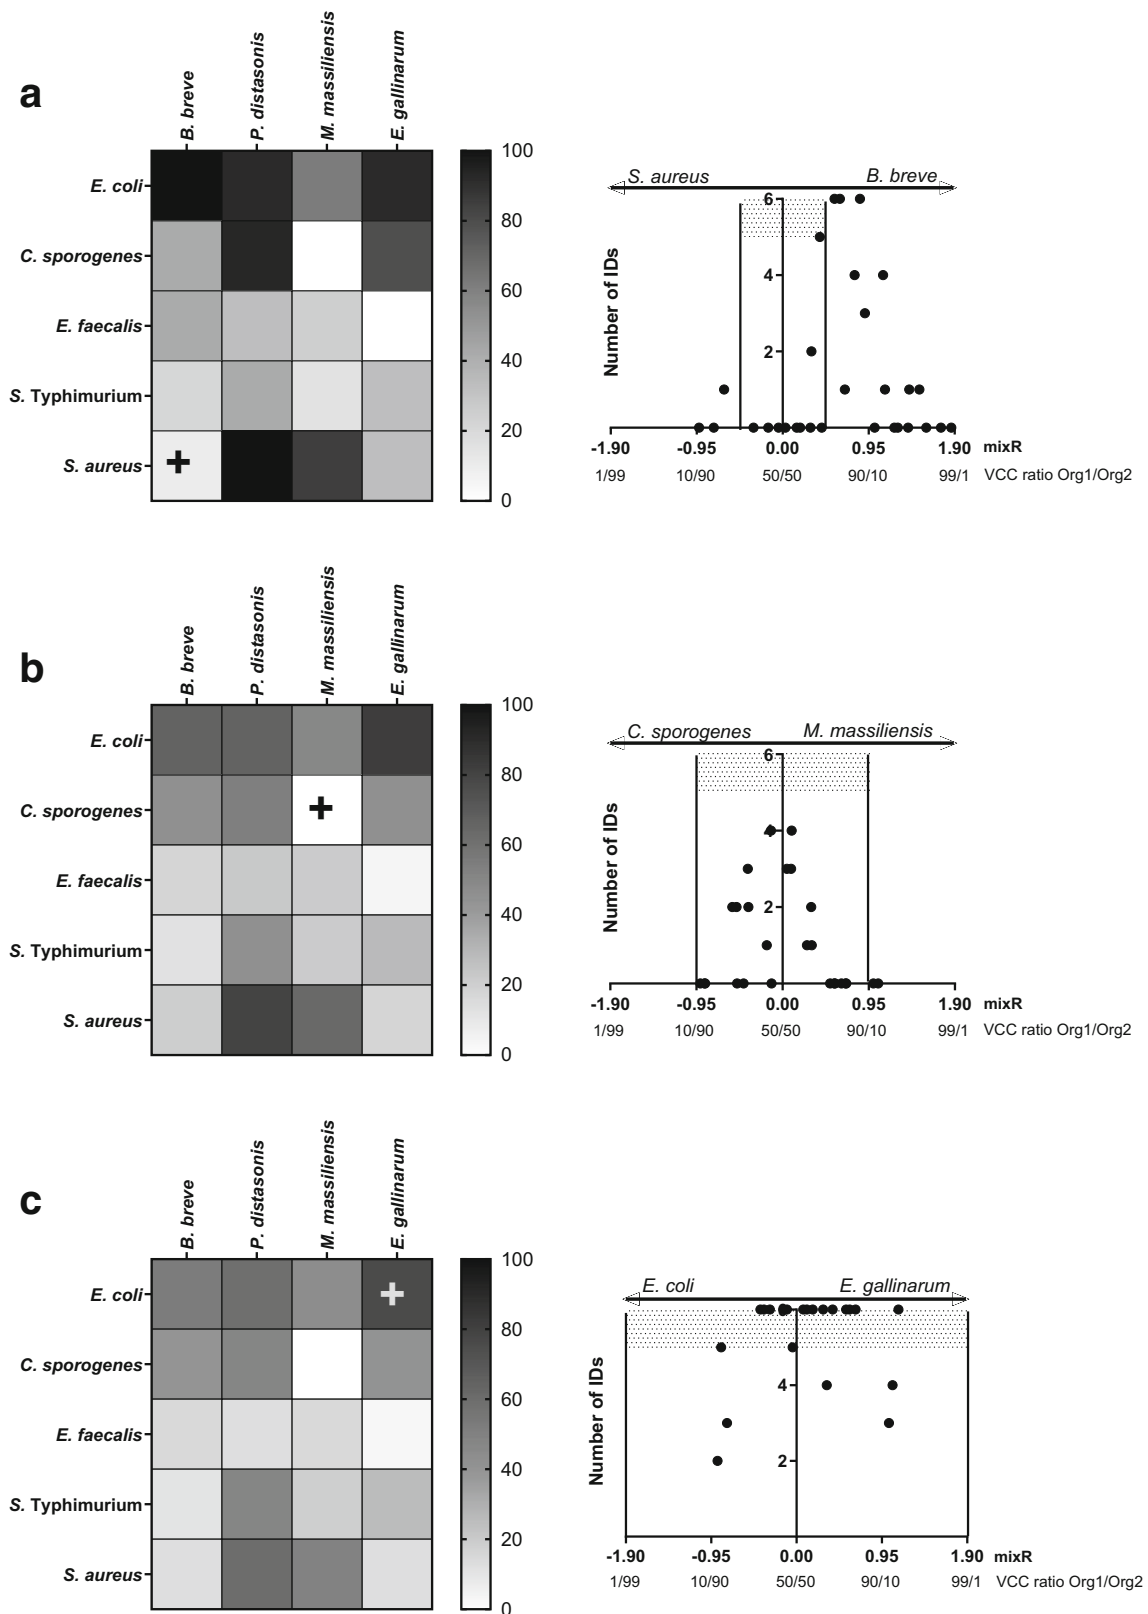 a
B. breve
P. distasonis
M. massiliensis
E. gallinarum
E. coli
C. sporogenes
E. faecalis
S. Typhimurium
S. aureus
+
100
80
60
40
20
0
S. aureus B. breve
Number of IDs
6
4
2
-1.90 -0.95 0.00 0.95 1.90 mixR
1/99 10/90 50/50 90/10 99/1 VCC ratio Org1/Org2
b
B. breve
P. distasonis
M. massiliensis
E. gallinarum
E. coli
C. sporogenes
E. faecalis
S. Typhimurium
S. aureus
+
100
80
60
40
20
0
C. sporogenes M. massiliensis
Number of IDs
6
4
2
-1.90 -0.95 0.00 0.95 1.90 mixR
1/99 10/90 50/50 90/10 99/1 VCC ratio Org1/Org2
c
B. breve
P. distasonis
M. massiliensis
E. gallinarum
E. coli
C. sporogenes
E. faecalis
S. Typhimurium
S. aureus
+
100
80
60
40
20
0
E. coli E. gallinarum
Number of IDs
4
2
-1.90 -0.95 0.00 0.95 1.90 mixR
1/99 10/90 50/50 90/10 99/1 VCC ratio Org1/Org2